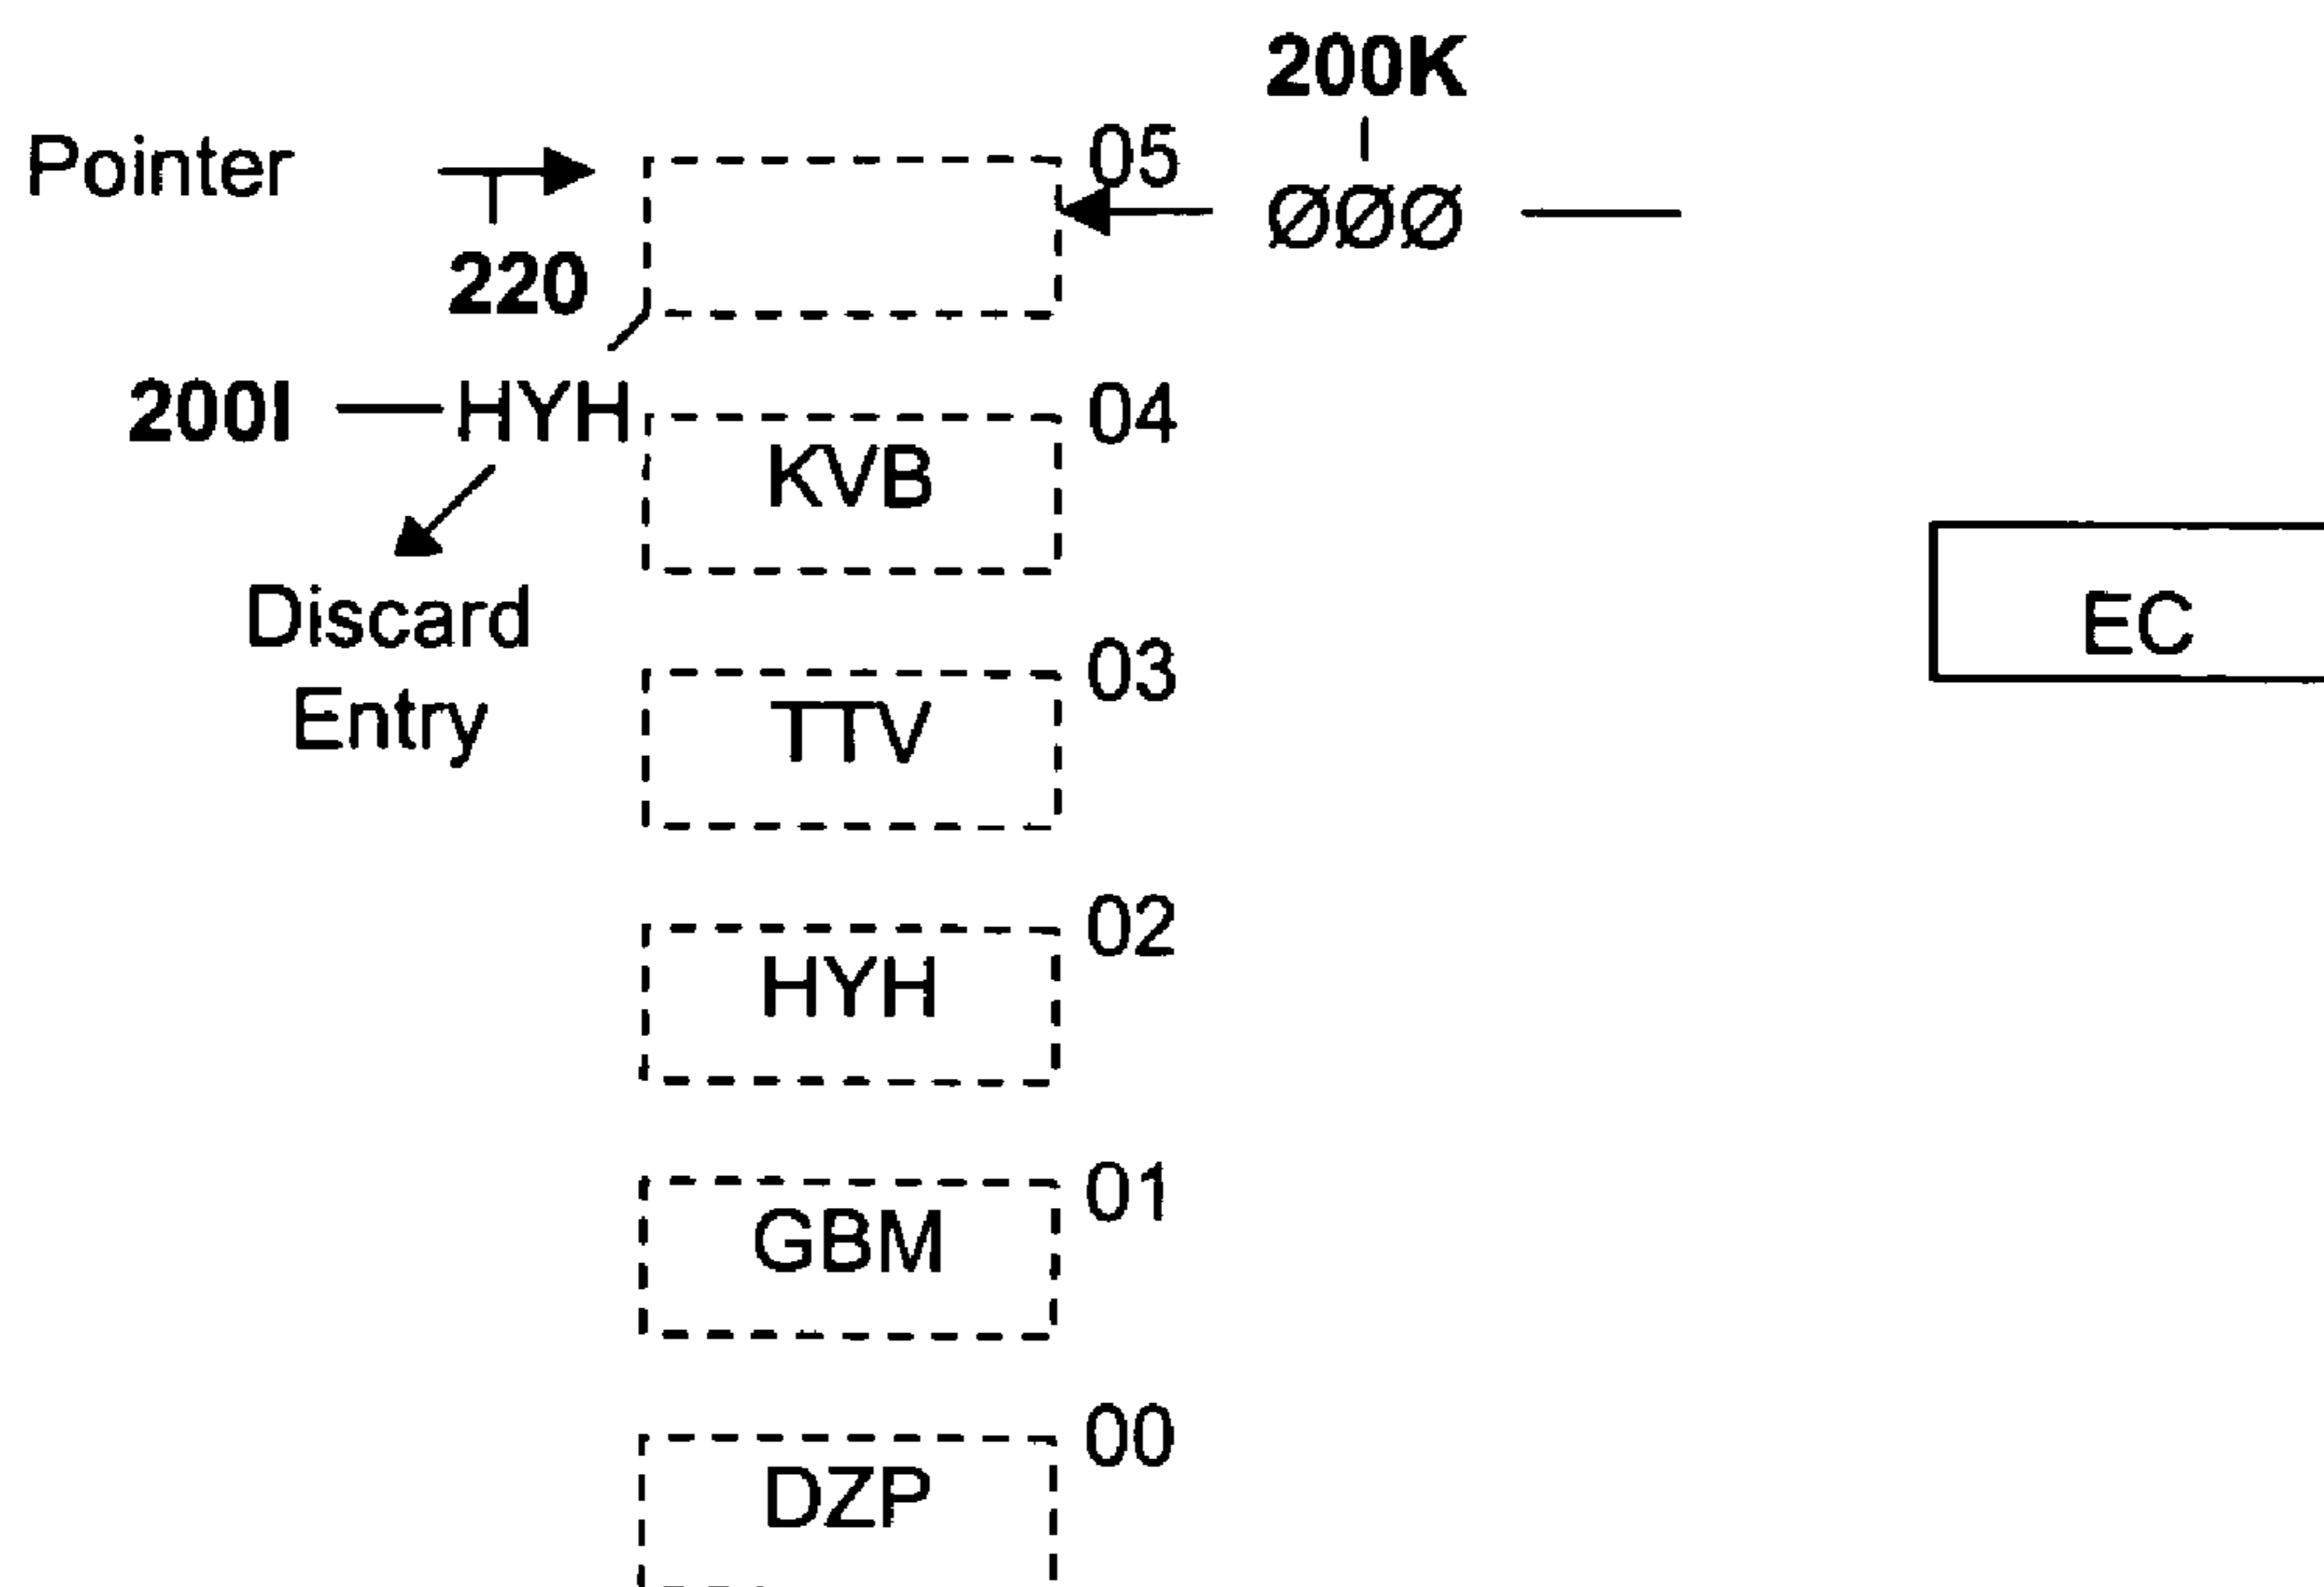 200K
Pointer
05
ØØØ
220
200I
HYH
04
KVB
Discard
Entry
EC
03
TTV
02
HYH
01
GBM
00
DZP